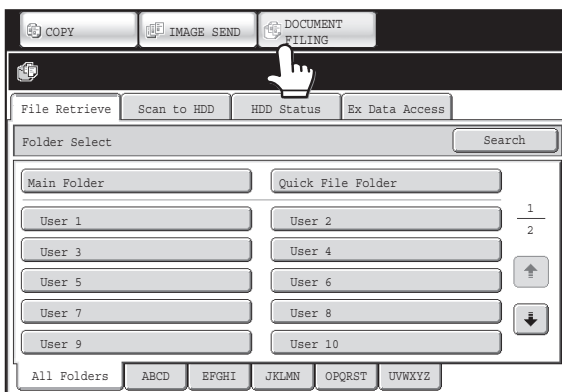 COPY
IMAGE SEND
DOCUMENT
FILING
File Retrieve
Scan to HDD
HDD Status
Ex Data Access
Folder Select
Search
Main Folder
Quick File Folder
User 1
User 2
User 3
User 4
User 5
User 6
User 7
User 8
User 9
User 10
1
2
All Folders
ABCD
EFGHI
JKLMN
OPQRST
UVWXYZ